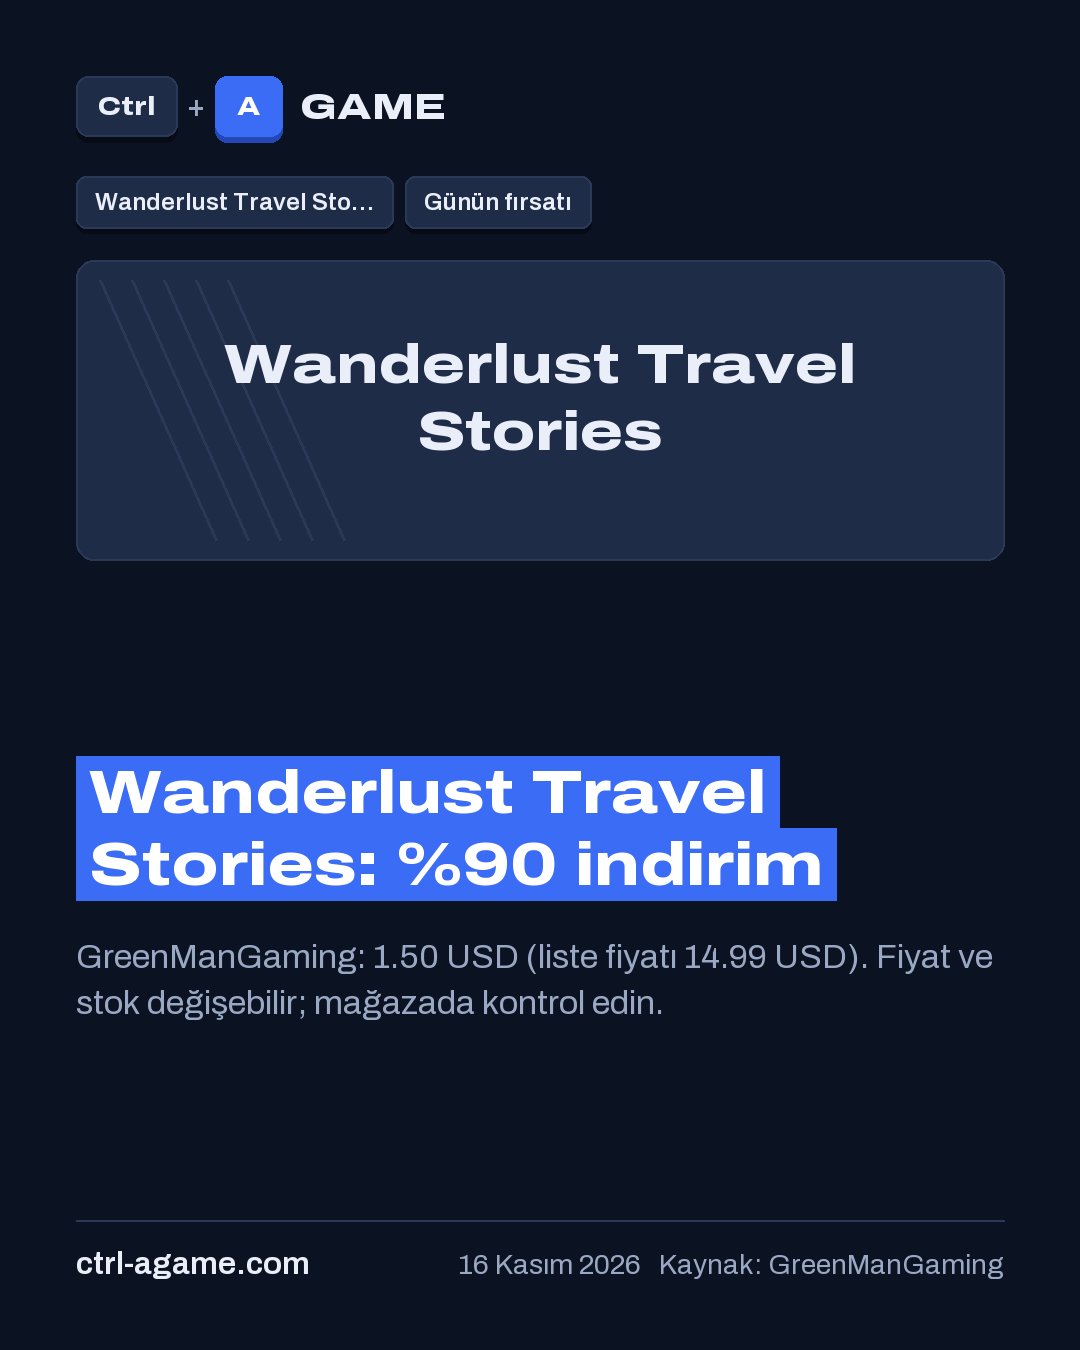 Ctrl + A GAME
Wanderlust Travel Sto... Günün fırsatı
Wanderlust Travel
Stories
Wanderlust Travel
Stories: %90 indirim
GreenManGaming: 1.50 USD (liste fiyatı 14.99 USD). Fiyat ve
stok değişebilir; mağazada kontrol edin.
ctrl-agame.com 16 Kasım 2026 Kaynak: GreenManGaming